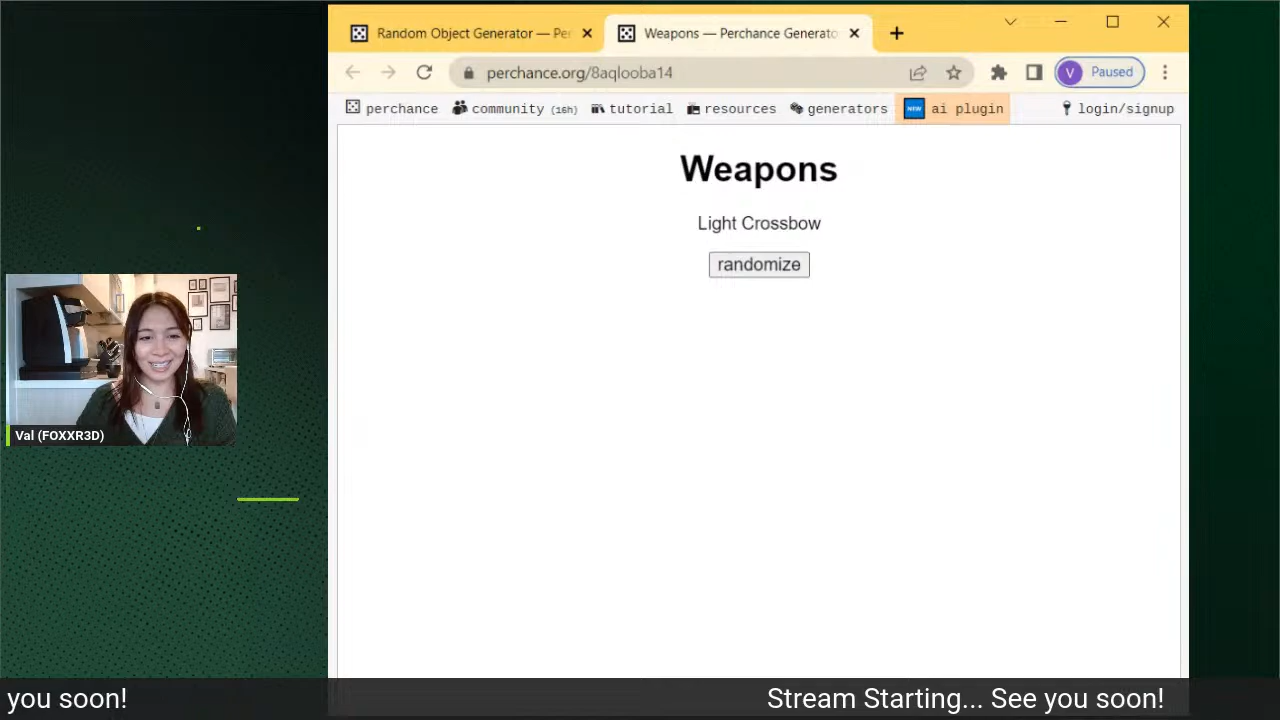 Random Object Generator — Per
Weapons — Perchance Generato
perchance.org/8aqlooba14
V Paused
perchance community (16h) tutorial resources generators NEW ai plugin login/signup
Weapons
Light Crossbow
randomize
Val (FOXXR3D)
you soon!
Stream Starting... See you soon!